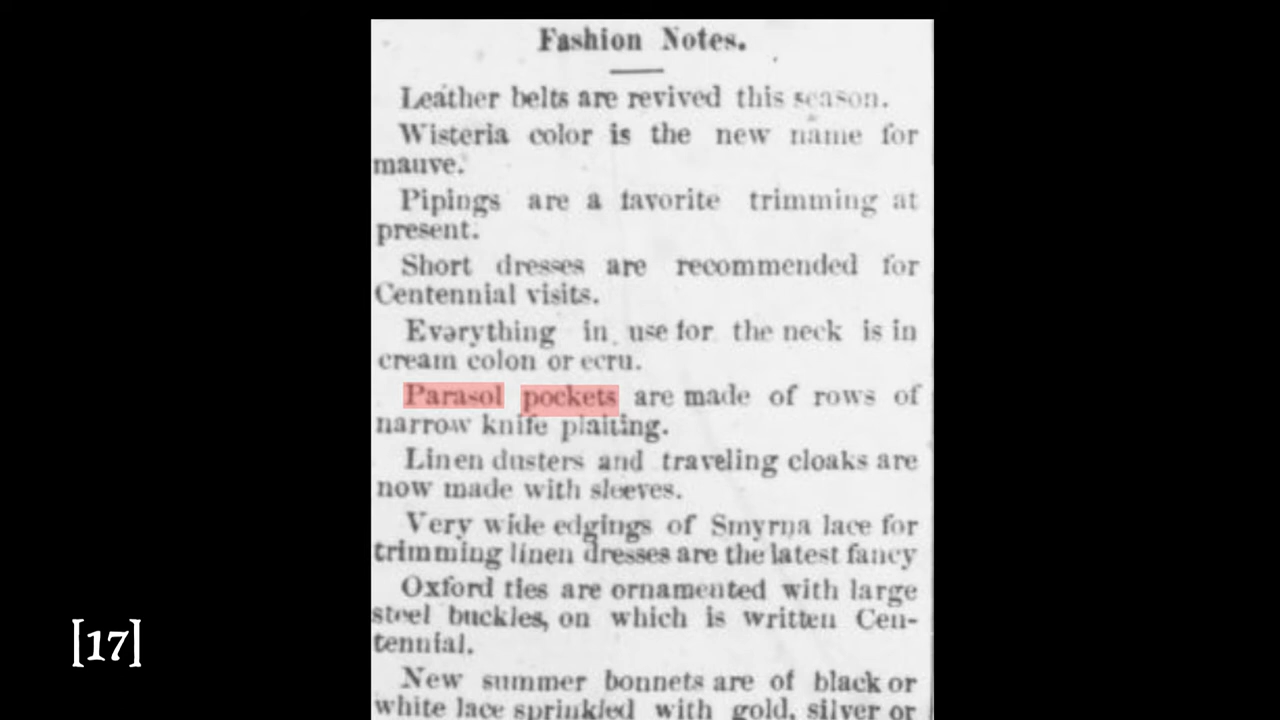 Fashion Notes.
Leather belts are revived this season.
Wisteria color is the new name for
mauve.
Pipings are a favorite trimming at
present.
Short dresses are recommended for
Centennial visits.
Everything in use for the neck is in
cream colon or ecru.
Parasol pockets are made of rows of
narrow knife plaiting.
Linen dusters and traveling cloaks are
now made with sleeves.
Very wide edgings of Smyrna lace for
trimming linen dresses are the latest fancy
Oxford ties are ornamented with large
steel buckles, on which is written Cen-
tennial.
New summer bonnets are of black or
white lace sprinkled with gold, silver or
[17]